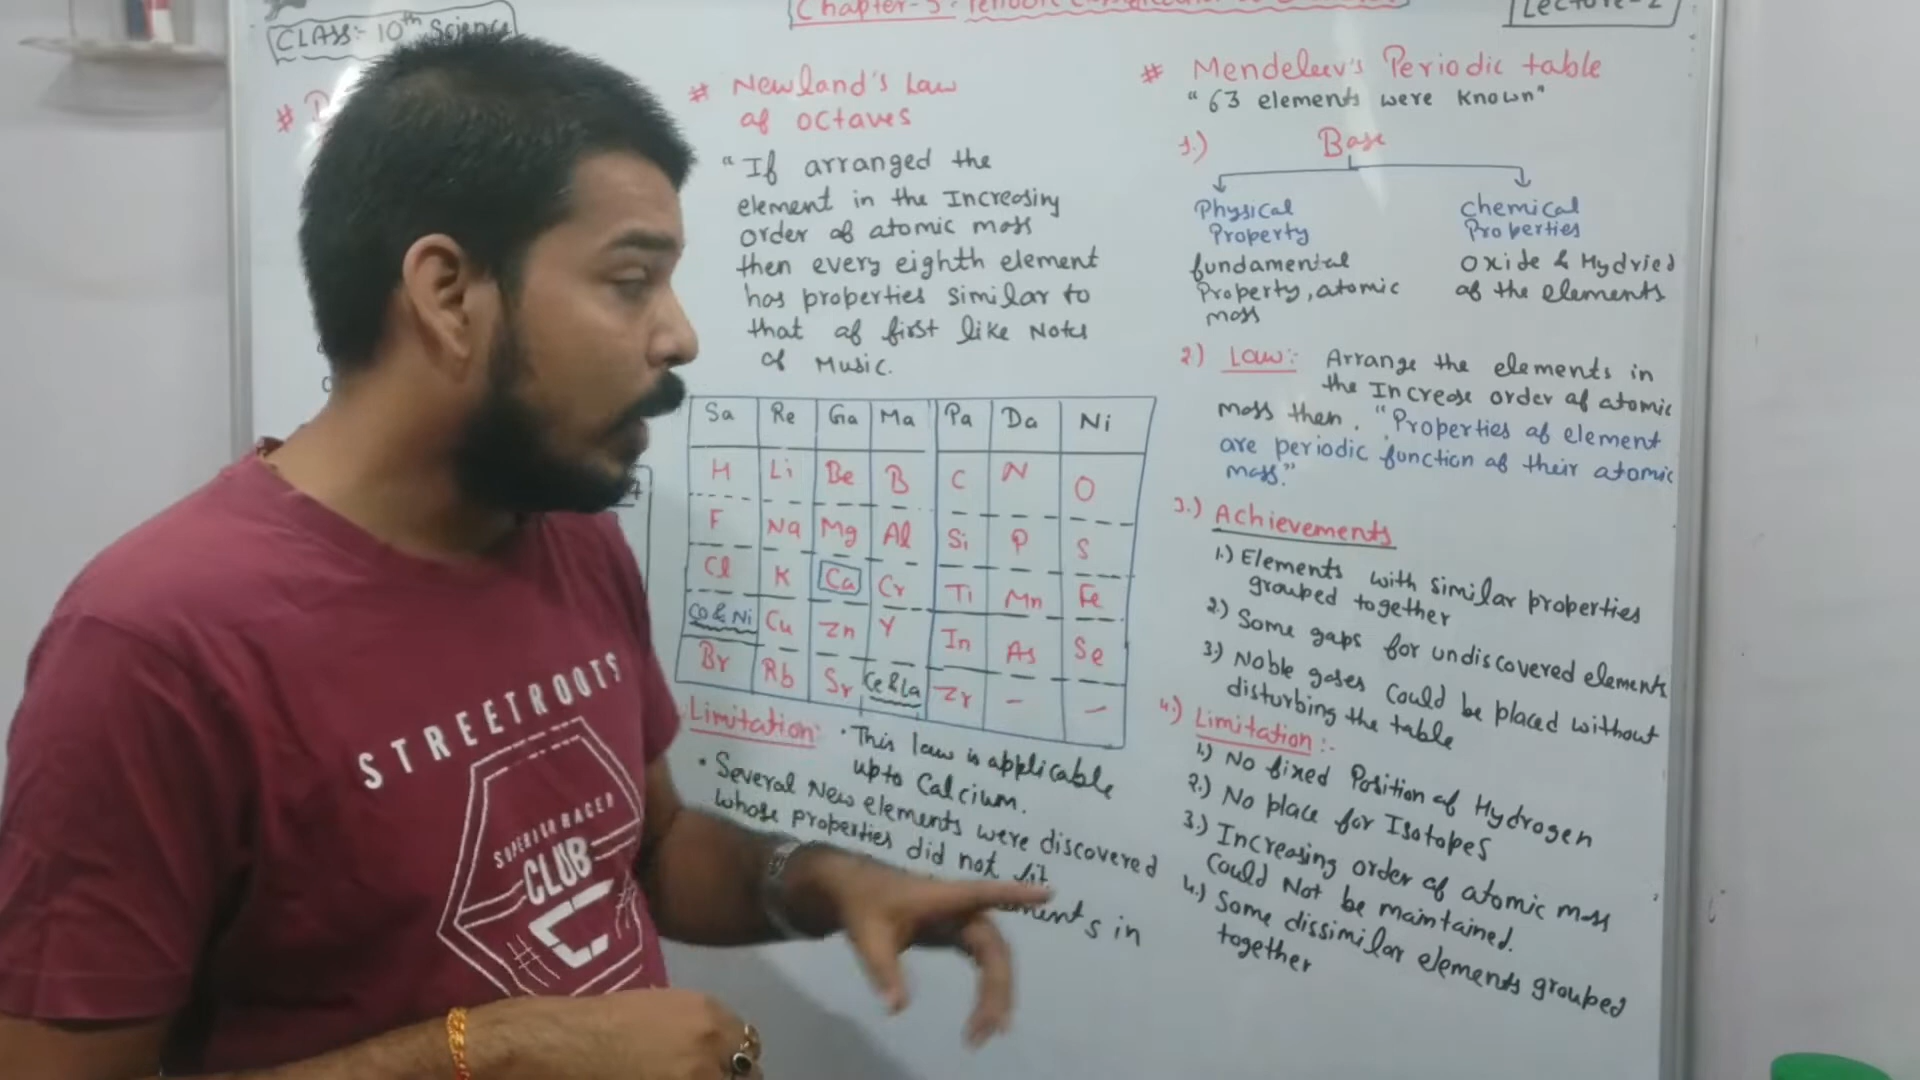 CLASS:- 10th Science
Chapter-5:
Lecture-2
# Newland's Law
of octaves
"If arranged the
element in the Increasing
order of atomic mass
then every eighth element
has properties similar to
that of first like Notes
of Music.
Sa Re Ga Ma Pa Da Ni
H Li Be B C N O
F Na Mg Al Si P S
Cl K Ca Cr Ti Mn Fe
Co & Ni Cu Zn Y In As Se
Br Rb Sr Ce & La Zr - -
Limitation:
• This law is applicable
upto Calcium.
• Several New elements were discovered
whose properties did not fit.
in
# Mendeleev's Periodic table
"63 elements were known"
1.) Base
Physical
Property
fundamental
Property, atomic
mass
Chemical
Properties
Oxide & Hydried
of the elements
2) Law:- Arrange the elements in
the Increase order of atomic
mass then. "Properties of element
are periodic function of their atomic
mass."
3.) Achievements
1.) Elements with similar properties
grouped together
2) Some gaps for undiscovered elements
3.) Noble gases could be placed without
disturbing the table
4.) Limitation:-
1.) No fixed Position of Hydrogen
2.) No place for Isotopes
3.) Increasing order of atomic mass
Could Not be maintained.
4.) Some dissimilar elements grouped
together
STREETROOTS
SUPERIOR RACER
CLUB